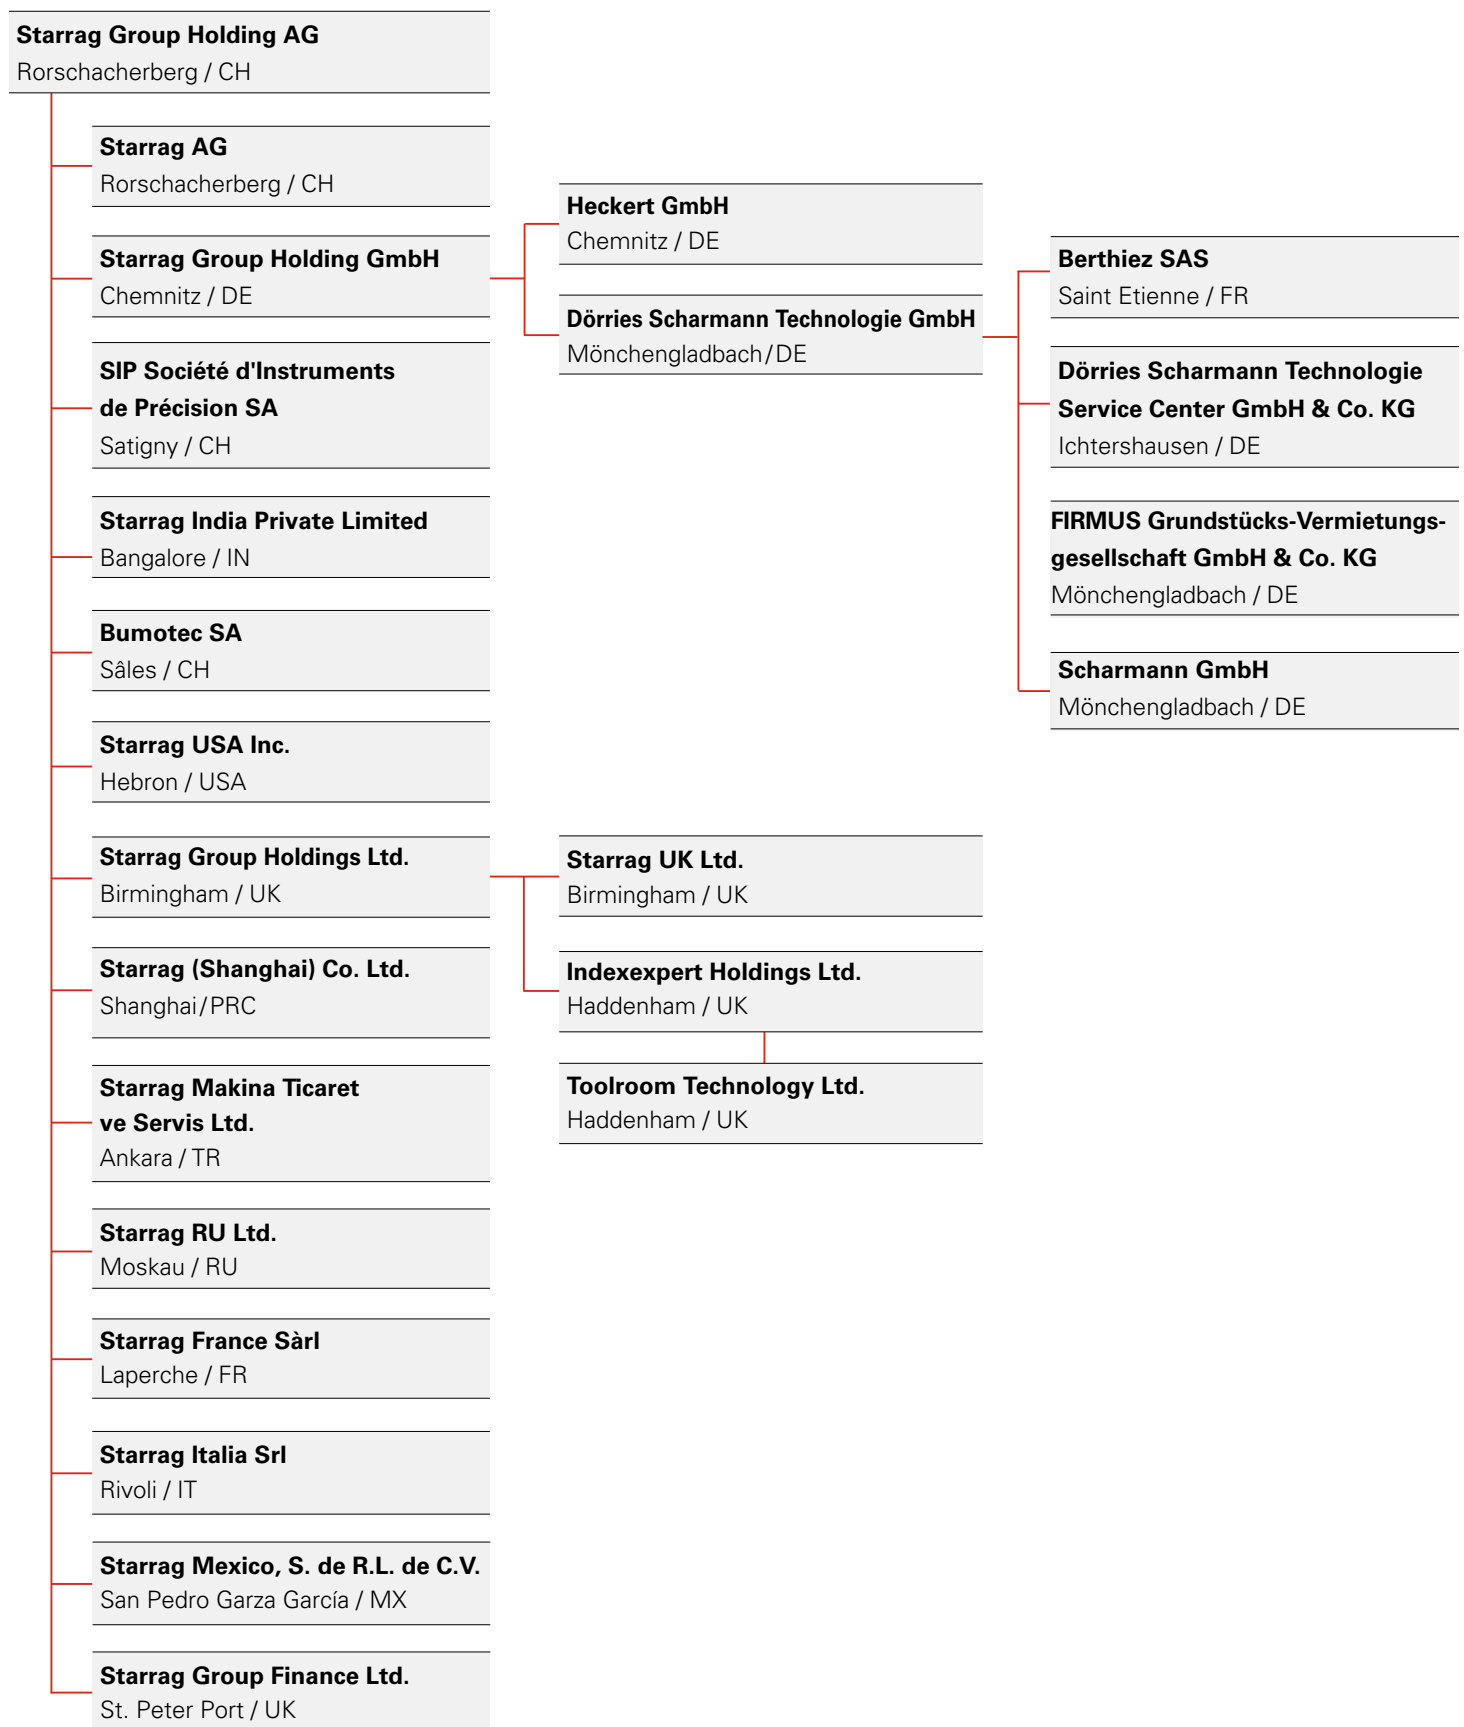 Starrag Group Holding AG
Rorschacherberg / CH
Starrag AG
Rorschacherberg / CH
Starrag Group Holding GmbH
Chemnitz / DE
SIP Société d'Instruments
de Précision SA
Satigny / CH
Starrag India Private Limited
Bangalore / IN
Bumotec SA
Sâles / CH
Starrag USA Inc.
Hebron / USA
Starrag Group Holdings Ltd.
Birmingham / UK
Starrag (Shanghai) Co. Ltd.
Shanghai / PRC
Starrag Makina Ticaret
ve Servis Ltd.
Ankara / TR
Starrag RU Ltd.
Moskau / RU
Starrag France Sàrl
Laperche / FR
Starrag Italia Srl
Rivoli / IT
Starrag Mexico, S. de R.L. de C.V.
San Pedro Garza García / MX
Starrag Group Finance Ltd.
St. Peter Port / UK
Heckert GmbH
Chemnitz / DE
Dörries Scharmann Technologie GmbH
Mönchengladbach / DE
Starrag UK Ltd.
Birmingham / UK
Indexexpert Holdings Ltd.
Haddenham / UK
Toolroom Technology Ltd.
Haddenham / UK
Berthiez SAS
Saint Etienne / FR
Dörries Scharmann Technologie
Service Center GmbH & Co. KG
Ichtershausen / DE
FIRMUS Grundstücks-Vermietungs-
gesellschaft GmbH & Co. KG
Mönchengladbach / DE
Scharmann GmbH
Mönchengladbach / DE